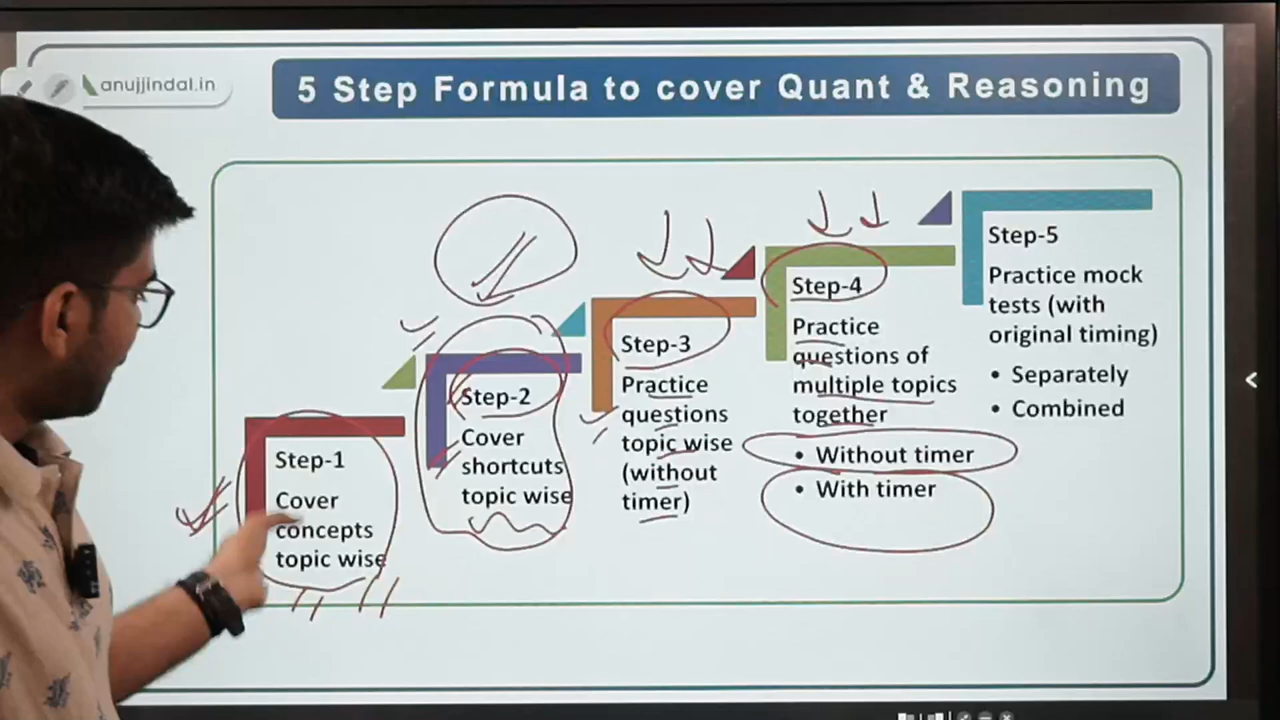 anujjindal.in
5 Step Formula to cover Quant & Reasoning
Step-1
Cover
concepts
topic wise
Step-2
Cover
shortcuts
topic wise
Step-3
Practice
questions
topic wise
(without
timer)
Step-4
Practice
questions of
multiple topics
together
• Without timer
• With timer
Step-5
Practice mock
tests (with
original timing)
• Separately
• Combined